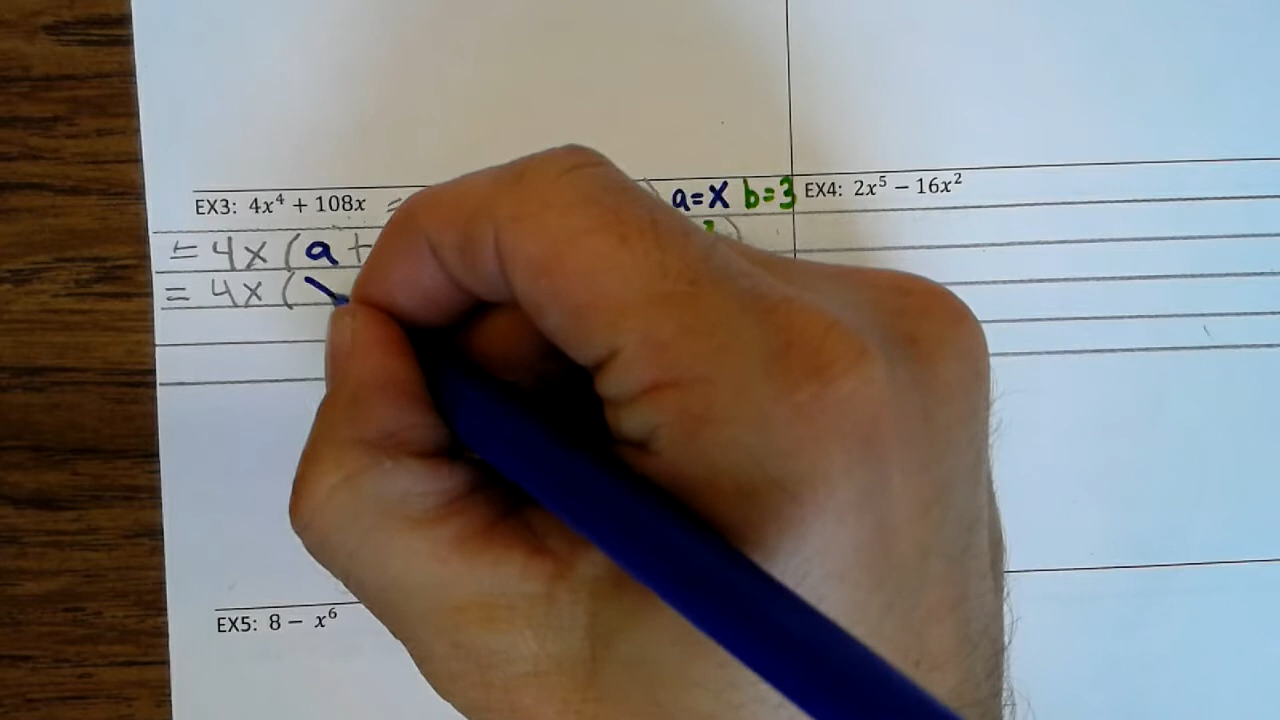 EX3: 4x⁴ + 108x = a=x b=3
= 4x (a +
= 4x (
EX4: 2x⁵ − 16x²
EX5: 8 − x⁶